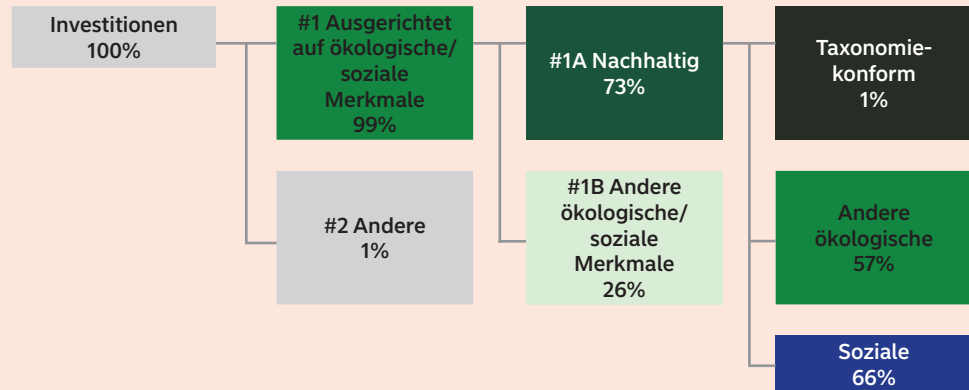 Investitionen
100%
#1 Ausgerichtet
auf ökologische/
soziale
Merkmale
99%
#2 Andere
1%
#1A Nachhaltig
73%
#1B Andere
ökologische/
soziale
Merkmale
26%
Taxonomie-
konform
1%
Andere
ökologische
57%
Soziale
66%